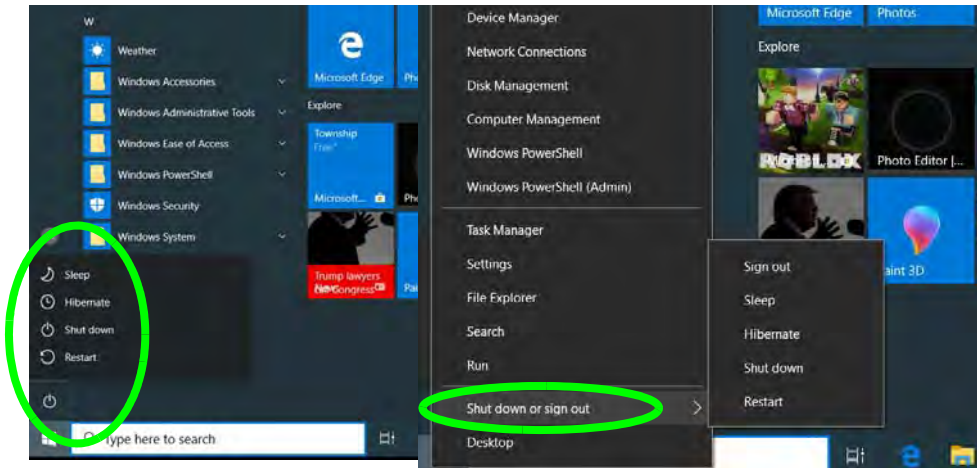 W
Weather
Windows Accessories
Windows Administrative Tools
Windows Ease of Access
Windows PowerShell
Windows Security
Windows System
Sleep
Hibernate
Shut down
Restart
Type here to search
Microsoft Edge
Explore
Township
Free*
Microsoft...
Trump lawyers
call Congress
News
Device Manager
Network Connections
Disk Management
Computer Management
Windows PowerShell
Windows PowerShell (Admin)
Task Manager
Settings
File Explorer
Search
Run
Shut down or sign out
Desktop
Sign out
Sleep
Hibernate
Shut down
Restart
Microsoft Edge
Photos
Explore
ROBLOX
Photo Editor |...
aint 3D